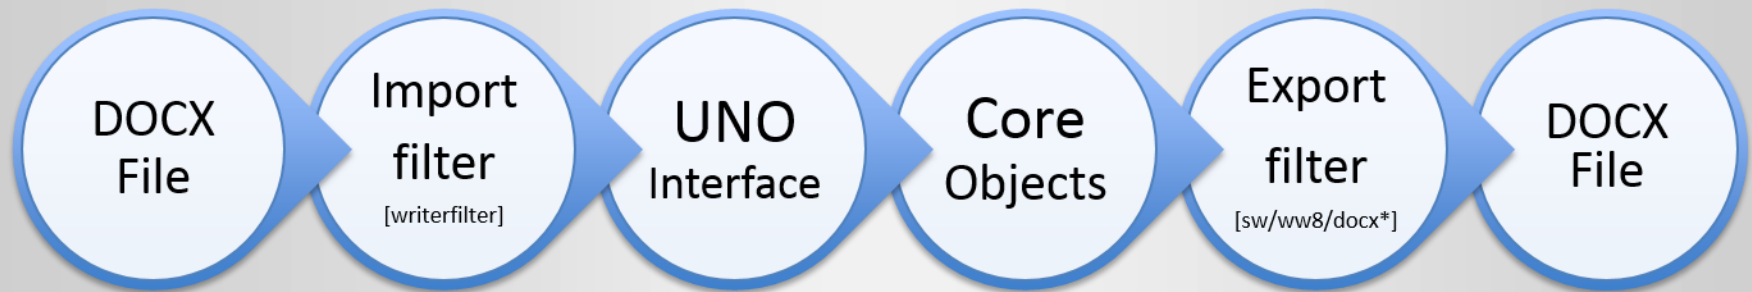 DOCX
File
Import
filter
[writerfilter]
UNO
Interface
Core
Objects
Export
filter
[sw/ww8/docx*]
DOCX
File